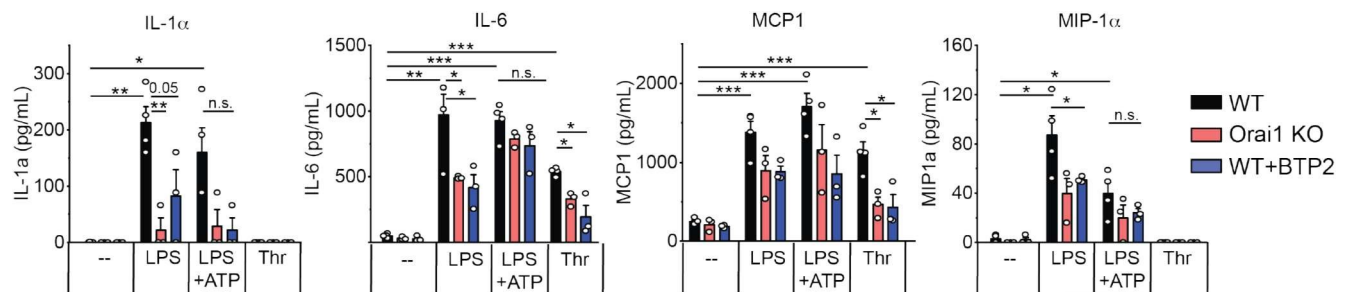 IL-1α
IL-1a (pg/mL)
300
200
100
0
*
**
0.05
**
n.s.
--
LPS
LPS
+ATP
Thr
IL-6
IL-6 (pg/mL)
1500
1000
500
***
***
**
*
*
n.s.
*
*
--
LPS
LPS
+ATP
Thr
MCP1
MCP1 (pg/mL)
2000
1000
0
***
***
***
*
*
--
LPS
LPS
+ATP
Thr
MIP-1α
MIP1a (pg/mL)
160
120
80
40
0
*
*
*
n.s.
--
LPS
LPS
+ATP
Thr
WT
Orai1 KO
WT+BTP2